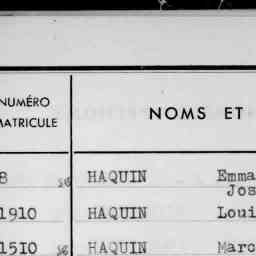 NUMÉRO
MATRICULE
NOMS ET
8 HAQUIN Emma
Jos
1910 HAQUIN Loui
1510 HAQUIN Marc